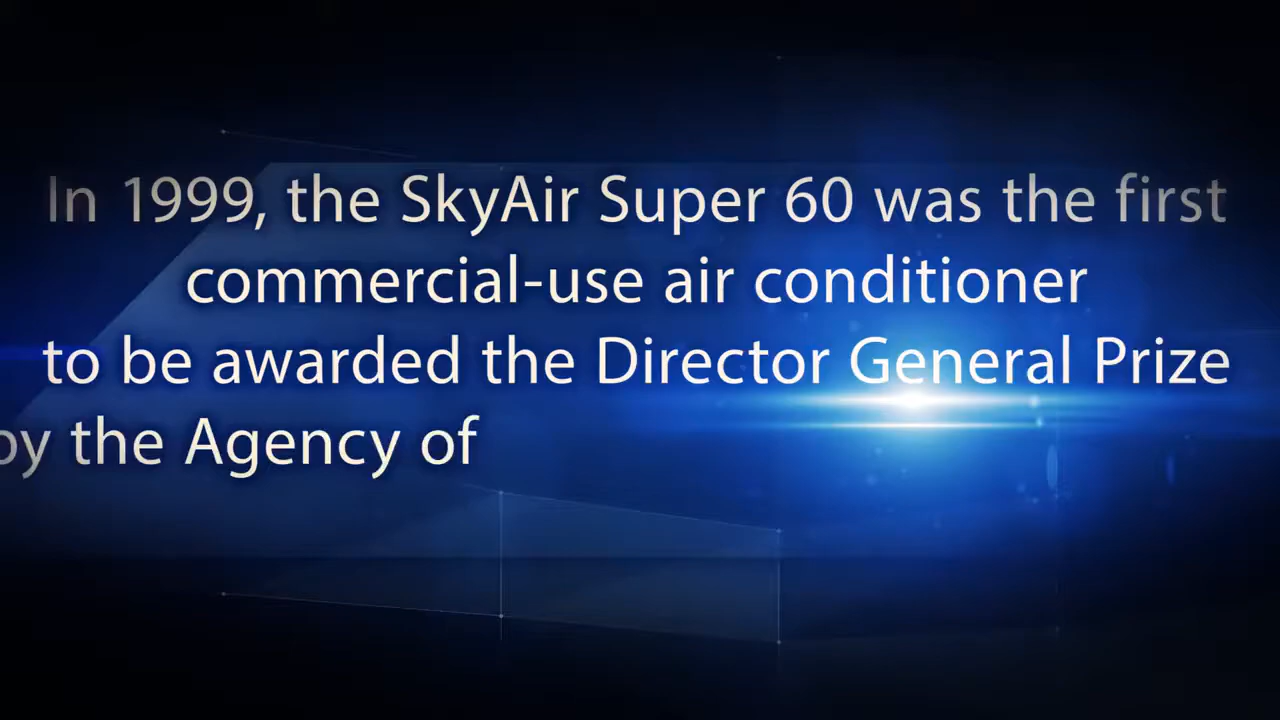 In 1999, the SkyAir Super 60 was the first
commercial-use air conditioner
to be awarded the Director General Prize
by the Agency of